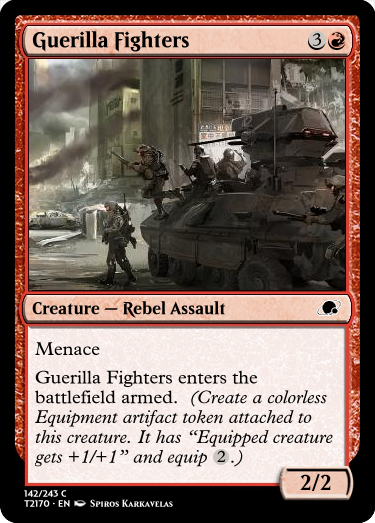 Guerilla Fighters 3
Creature — Rebel Assault
Menace
Guerilla Fighters enters the
battlefield armed. (Create a colorless
Equipment artifact token attached to
this creature. It has “Equipped creature
gets +1/+1” and equip 2.)
2/2
142/243 C
T2170 • EN Spiros Karkavelas